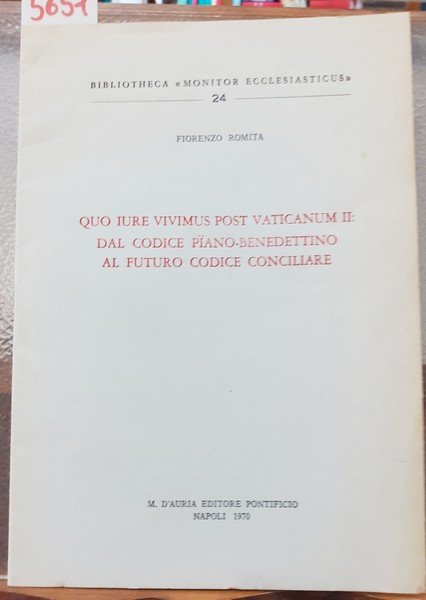 5651
BIBLIOTHECA «MONITOR ECCLESIASTICUS»
24
FIORENZO ROMITA
QUO IURE VIVIMUS POST VATICANUM II:
DAL CODICE PÏANO-BENEDETTINO
AL FUTURO CODICE CONCILIARE
M. D'AURIA EDITORE PONTIFICIO
NAPOLI 1970